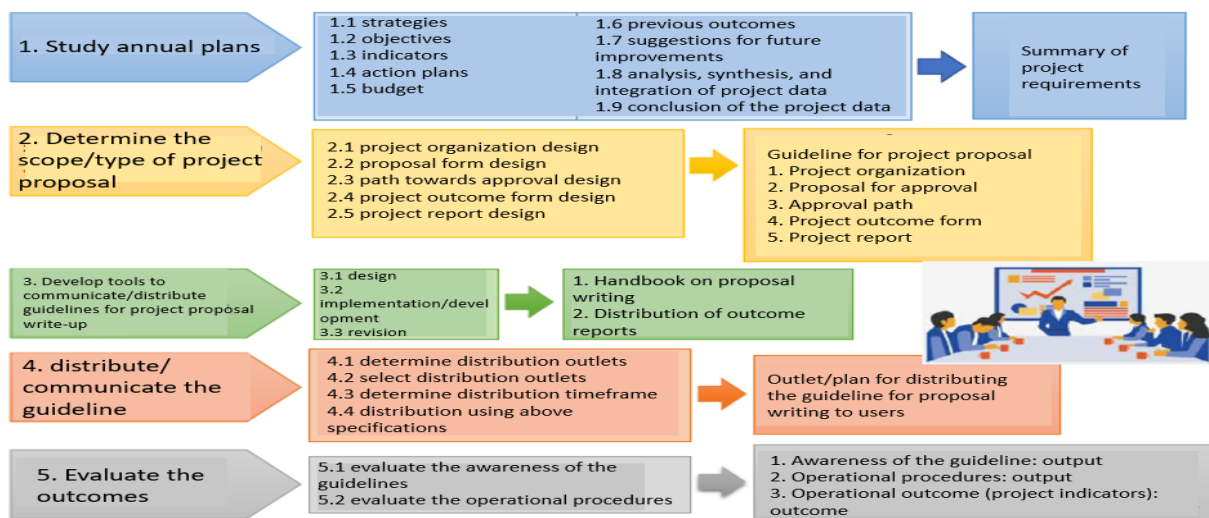 1. Study annual plans
1.1 strategies
1.2 objectives
1.3 indicators
1.4 action plans
1.5 budget
1.6 previous outcomes
1.7 suggestions for future
improvements
1.8 analysis, synthesis, and
integration of project data
1.9 conclusion of the project data
Summary of
project
requirements
2. Determine the
scope/type of project
proposal
2.1 project organization design
2.2 proposal form design
2.3 path towards approval design
2.4 project outcome form design
2.5 project report design
Guideline for project proposal
1. Project organization
2. Proposal for approval
3. Approval path
4. Project outcome form
5. Project report
3. Develop tools to
communicate/distribute
guidelines for project proposal
write-up
3.1 design
3.2
implementation/devel
opment
3.3 revision
1. Handbook on proposal
writing
2. Distribution of outcome
reports
4. distribute/
communicate the
guideline
4.1 determine distribution outlets
4.2 select distribution outlets
4.3 determine distribution timeframe
4.4 distribution using above
specifications
Outlet/plan for distributing
the guideline for proposal
writing to users
5. Evaluate the
outcomes
5.1 evaluate the awareness of the
guidelines
5.2 evaluate the operational procedures
1. Awareness of the guideline: output
2. Operational procedures: output
3. Operational outcome (project indicators):
outcome